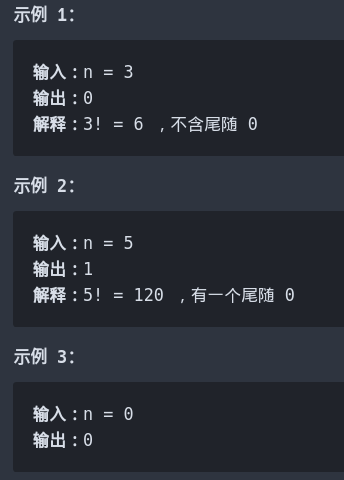 示例 1：
输入：n = 3
输出：0
解释：3! = 6 ，不含尾随 0
示例 2：
输入：n = 5
输出：1
解释：5! = 120 ，有一个尾随 0
示例 3：
输入：n = 0
输出：0